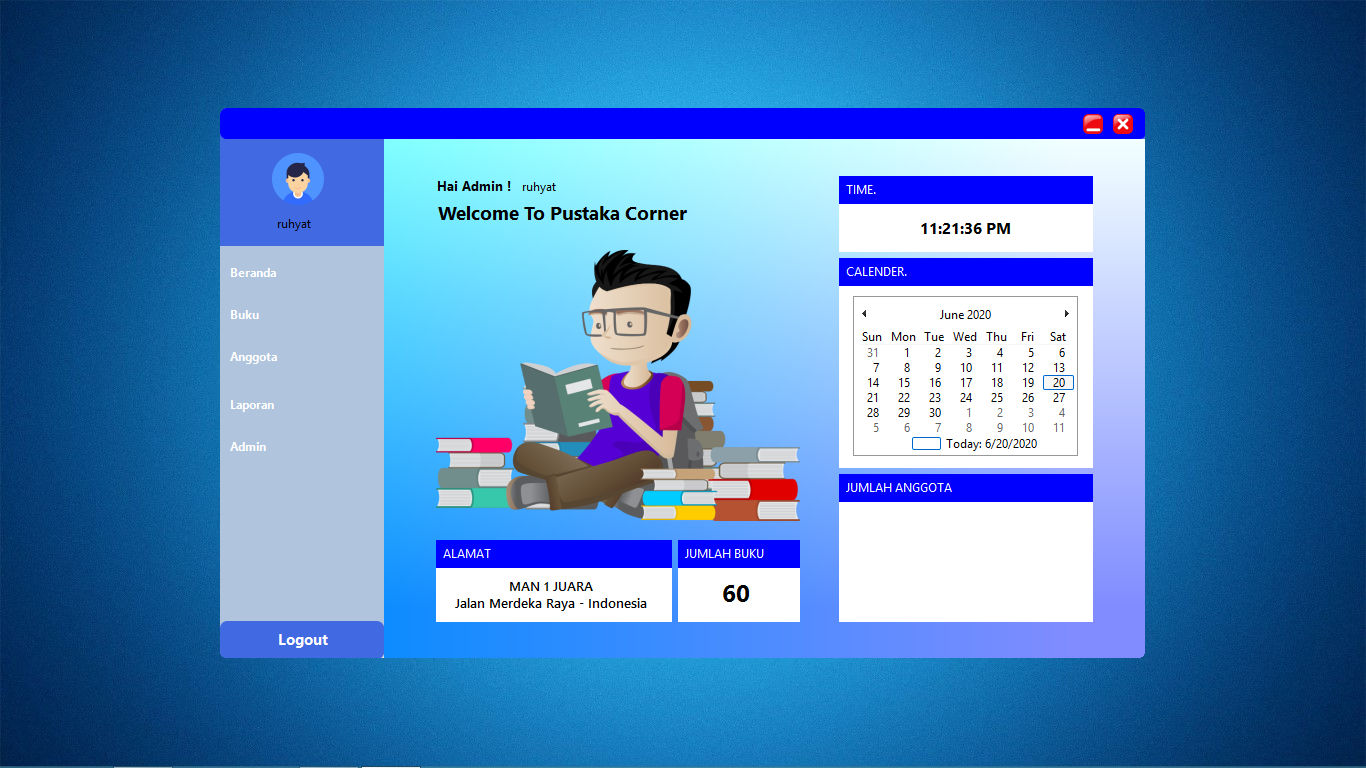 ruhyat
Beranda
Buku
Anggota
Laporan
Admin
Logout
Hai Admin ! ruhyat
Welcome To Pustaka Corner
ALAMAT
MAN 1 JUARA
Jalan Merdeka Raya - Indonesia
JUMLAH BUKU
60
TIME.
11:21:36 PM
CALENDER.
June 2020
Sun Mon Tue Wed Thu Fri Sat
31 1 2 3 4 5 6
7 8 9 10 11 12 13
14 15 16 17 18 19 20
21 22 23 24 25 26 27
28 29 30 1 2 3 4
5 6 7 8 9 10 11
Today: 6/20/2020
JUMLAH ANGGOTA